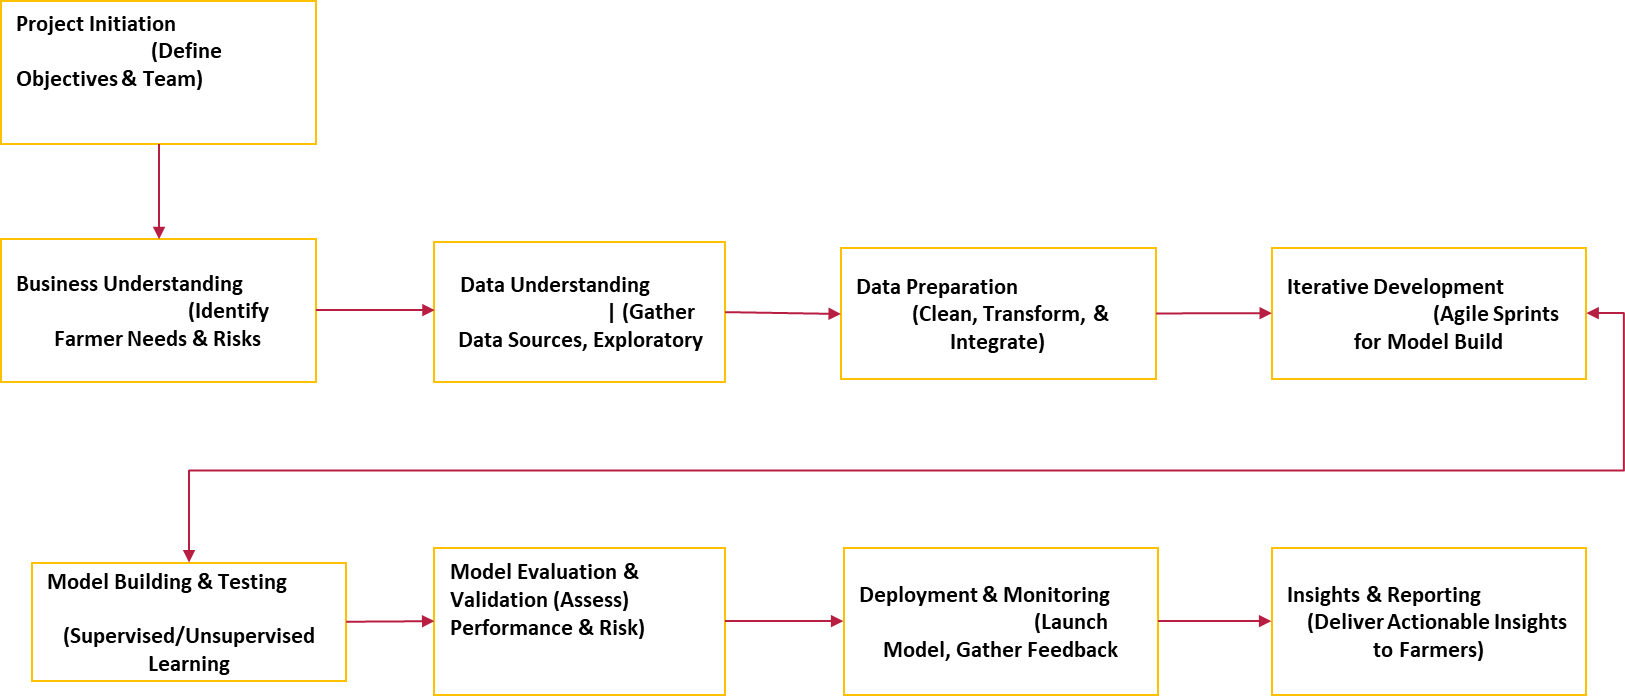 Project Initiation
(Define
Objectives & Team)
Business Understanding
(Identify
Farmer Needs & Risks
Data Understanding
| (Gather
Data Sources, Exploratory
Data Preparation
(Clean, Transform, &
Integrate)
Iterative Development
(Agile Sprints
for Model Build
Model Building & Testing
(Supervised/Unsupervised
Learning
Model Evaluation &
Validation (Assess)
Performance & Risk)
Deployment & Monitoring
(Launch
Model, Gather Feedback
Insights & Reporting
(Deliver Actionable Insights
to Farmers)